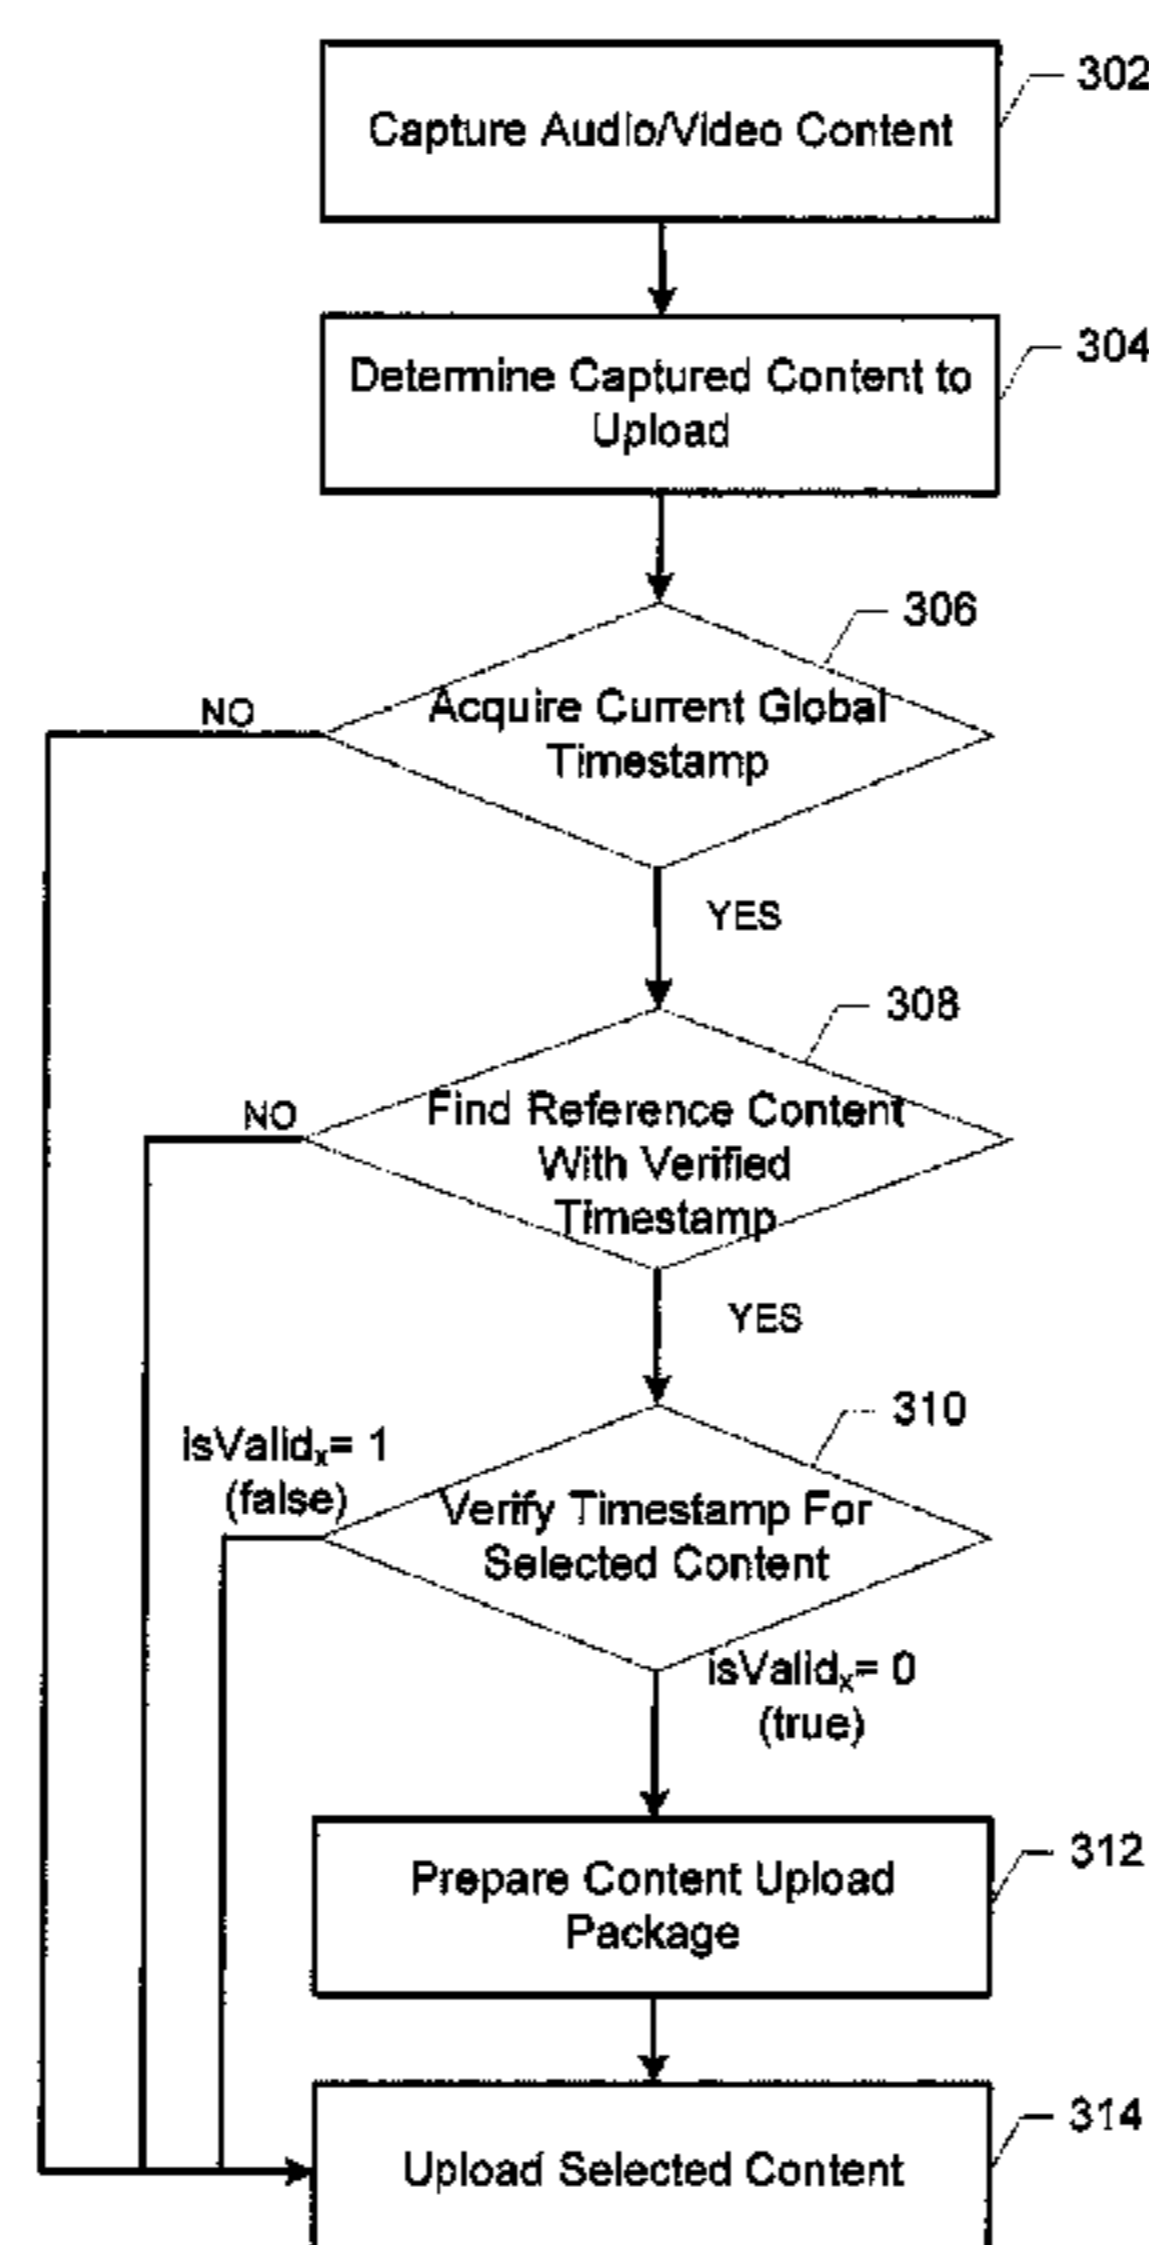 Capture Audio/Video Content
302
Determine Captured Content to
Upload
304
306
Acquire Current Global
Timestamp
NO
YES
308
Find Reference Content
With Verified
Timestamp
NO
YES
310
isValidₓ= 1
(false)
Verify Timestamp For
Selected Content
isValidₓ= 0
(true)
Prepare Content Upload
Package
312
Upload Selected Content
314